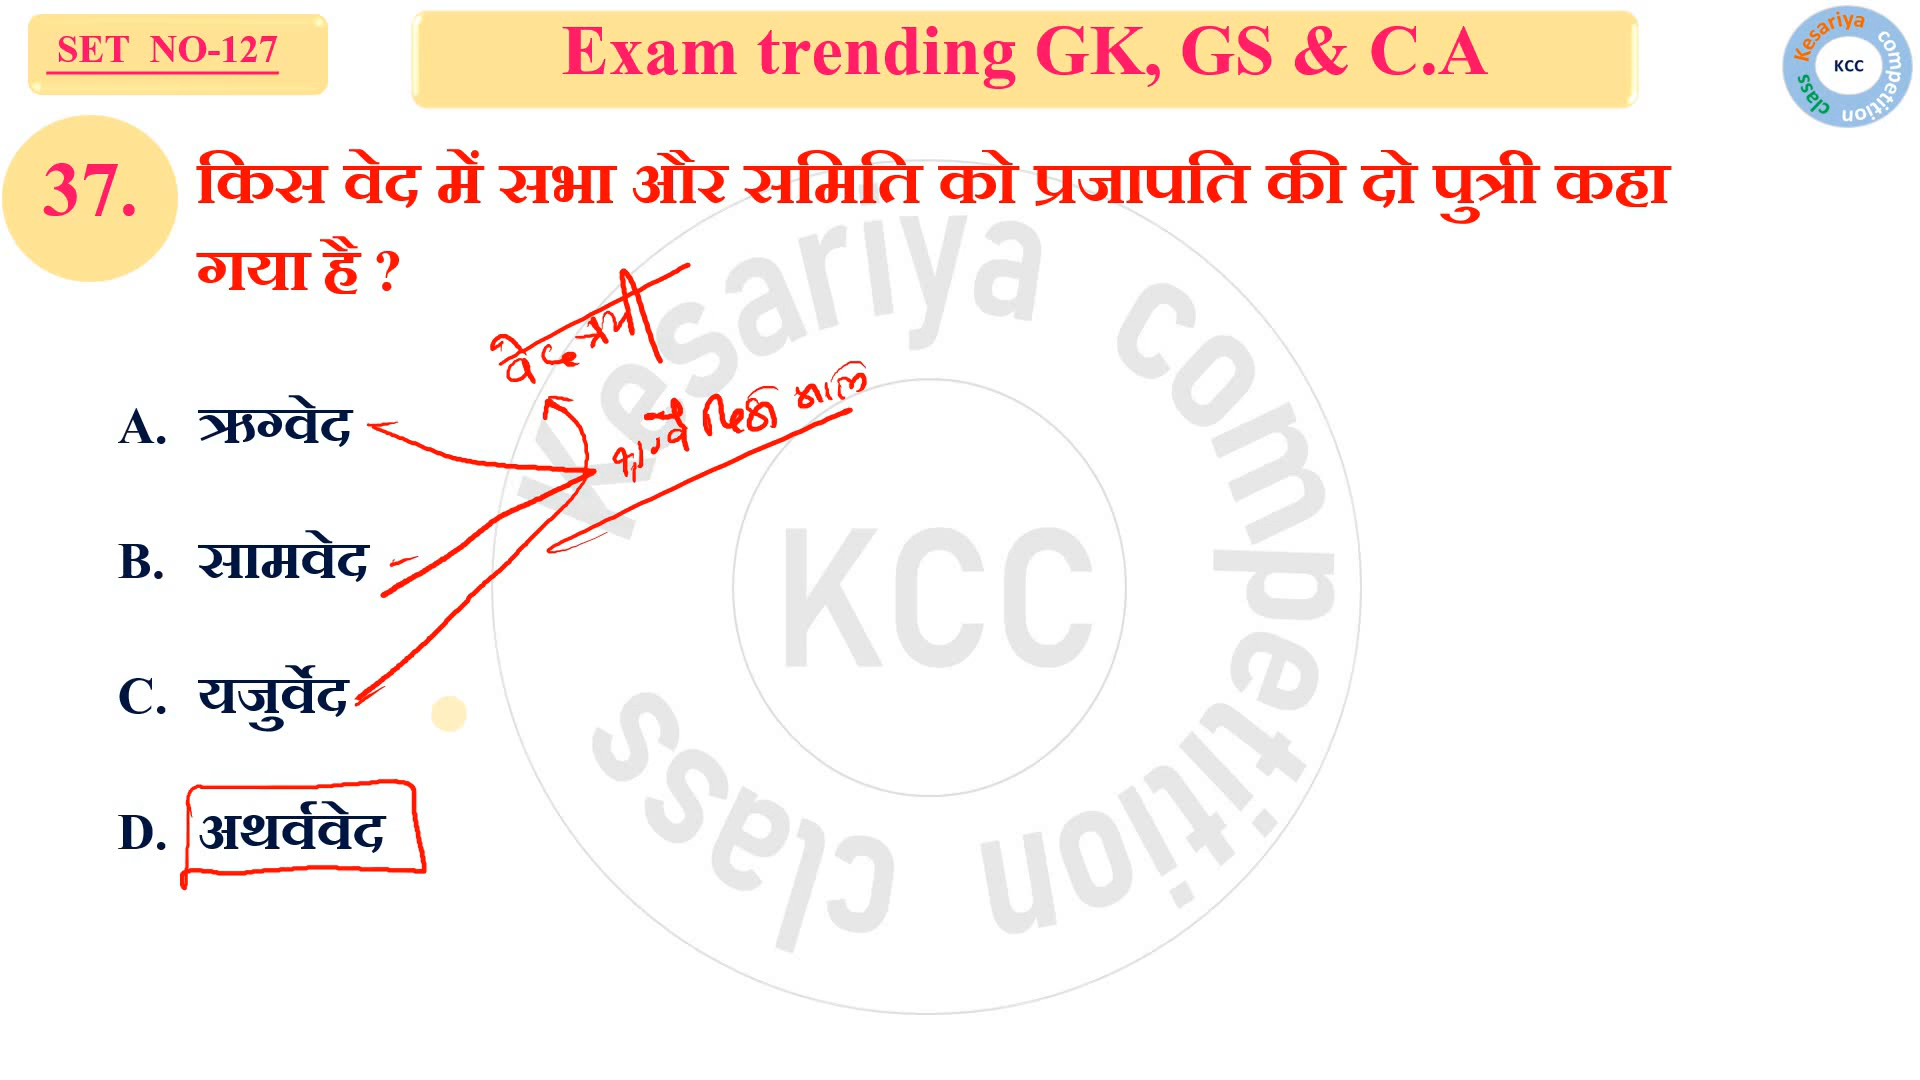 SET NO-127
Exam trending GK, GS & C.A
Kesariya competition class
KCC
37. किस वेद में सभा और समिति को प्रजापति की दो पुत्री कहा
गया है ?
वेदत्रयी
A. ऋग्वेद
B. सामवेद
C. यजुर्वेद
D. अथर्ववेद
Kesariya competition class
KCC